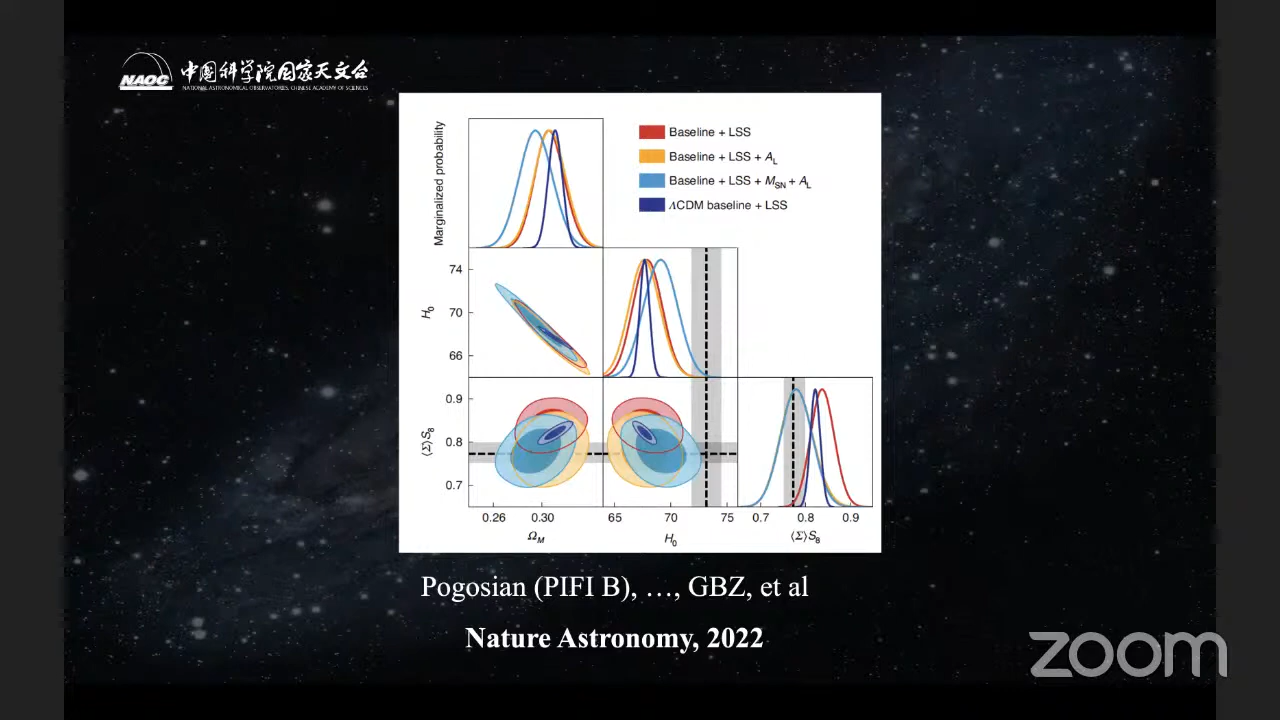 NAOC
中國科学院国家天文台
NATIONAL ASTRONOMICAL OBSERVATORIES, CHINESE ACADEMY OF SCIENCES
Marginalized probability
Baseline + LSS
Baseline + LSS + A_L
Baseline + LSS + M_SN + A_L
ΛCDM baseline + LSS
74
70
66
H_0
0.9
0.8
0.7
⟨Σ⟩S_8
0.26 0.30 65 70 75 0.7 0.8 0.9
Ω_M H_0 ⟨Σ⟩S_8
Pogosian (PIFI B), …, GBZ, et al
Nature Astronomy, 2022
zoom